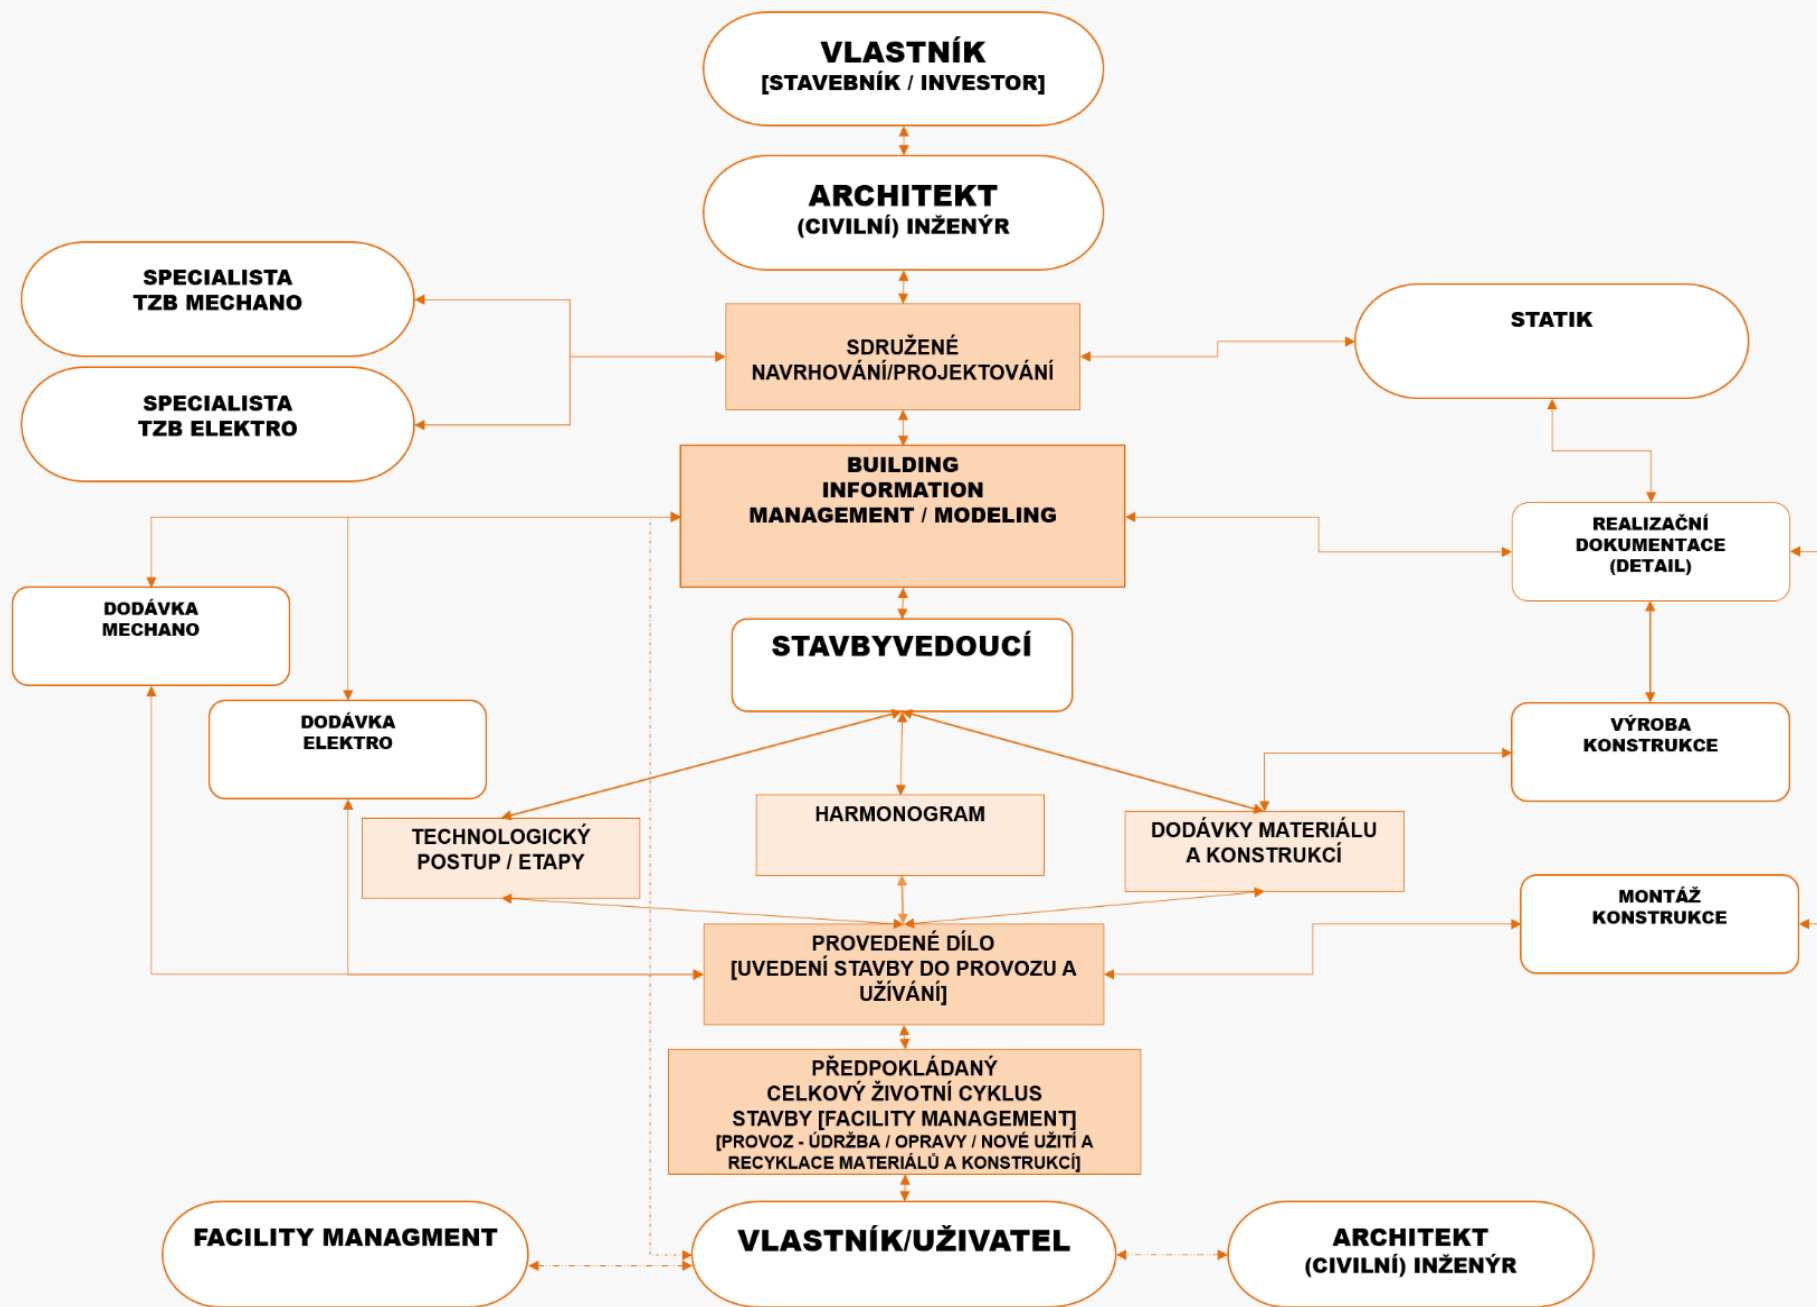 VLASTNÍK
[STAVEBNÍK / INVESTOR]
ARCHITEKT
(CIVILNÍ) INŽENÝR
SPECIALISTA
TZB MECHANO
SPECIALISTA
TZB ELEKTRO
SDRUŽENÉ
NAVRHOVÁNÍ/PROJEKTOVÁNÍ
STATIK
BUILDING
INFORMATION
MANAGEMENT / MODELING
REALIZAČNÍ
DOKUMENTACE
(DETAIL)
DODÁVKA
MECHANO
STAVBYVEDOUCÍ
DODÁVKA
ELEKTRO
VÝROBA
KONSTRUKCE
TECHNOLOGICKÝ
POSTUP / ETAPY
HARMONOGRAM
DODÁVKY MATERIÁLU
A KONSTRUKCÍ
MONTÁŽ
KONSTRUKCE
PROVEDENÉ DÍLO
[UVEDENÍ STAVBY DO PROVOZU A
UŽÍVÁNÍ]
PŘEDPOKLÁDANÝ
CELKOVÝ ŽIVOTNÍ CYKLUS
STAVBY [FACILITY MANAGEMENT]
[PROVOZ - ÚDRŽBA / OPRAVY / NOVÉ UŽITÍ A
RECYKLACE MATERIÁLŮ A KONSTRUKCÍ]
FACILITY MANAGMENT
VLASTNÍK/UŽIVATEL
ARCHITEKT
(CIVILNÍ) INŽENÝR